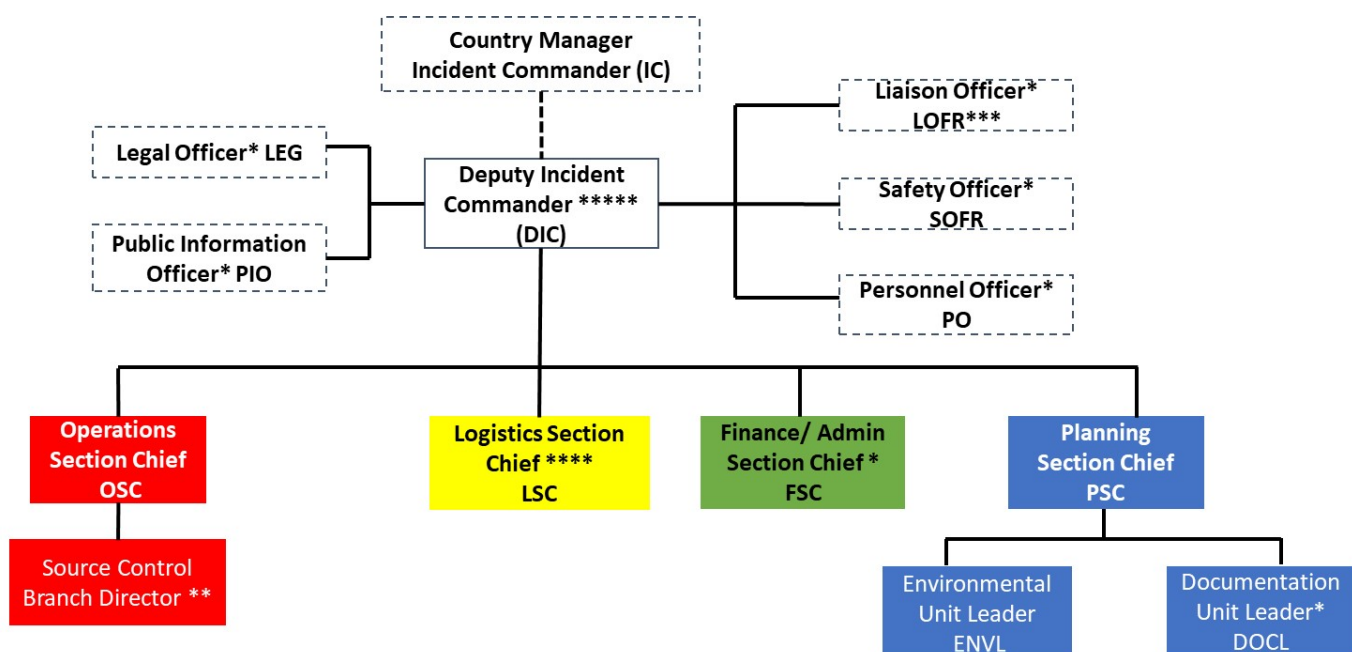 Country Manager
Incident Commander (IC)
Legal Officer* LEG
Public Information
Officer* PIO
Deputy Incident
Commander *****
(DIC)
Liaison Officer*
LOFR***
Safety Officer*
SOFR
Personnel Officer*
PO
Operations
Section Chief
OSC
Logistics Section
Chief ****
LSC
Finance/ Admin
Section Chief *
FSC
Planning
Section Chief
PSC
Source Control
Branch Director **
Environmental
Unit Leader
ENVL
Documentation
Unit Leader*
DOCL